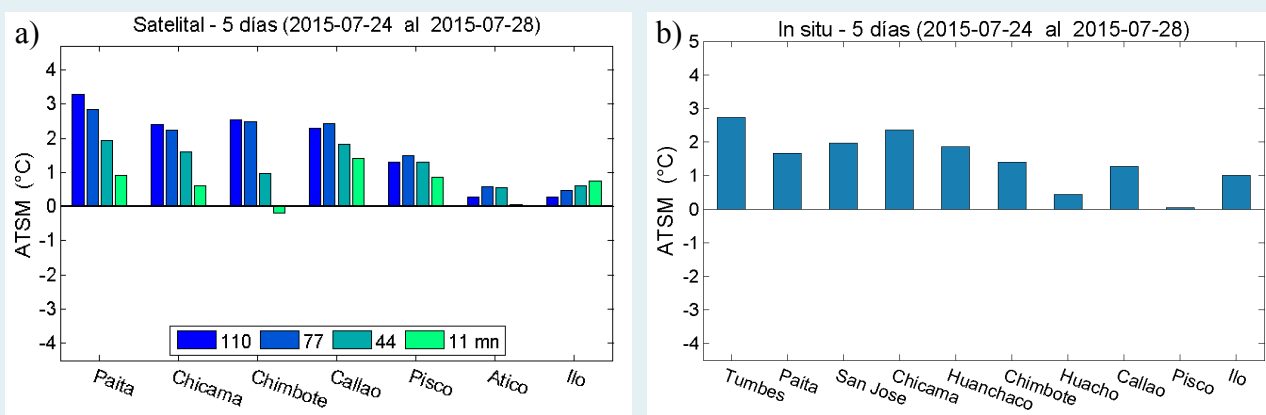 a)
Satelital - 5 días (2015-07-24 al 2015-07-28)
ATSM (°C)
4
3
2
1
0
-1
-2
-3
-4
110 77 44 11 mn
Paita Chicama Chimbote Callao Pisco Atico Ilo
b)
In situ - 5 días (2015-07-24 al 2015-07-28)
ATSM (°C)
5
4
3
2
1
0
-1
-2
-3
-4
Tumbes Paita San Jose Chicama Huanchaco Chimbote Huacho Callao Pisco Ilo